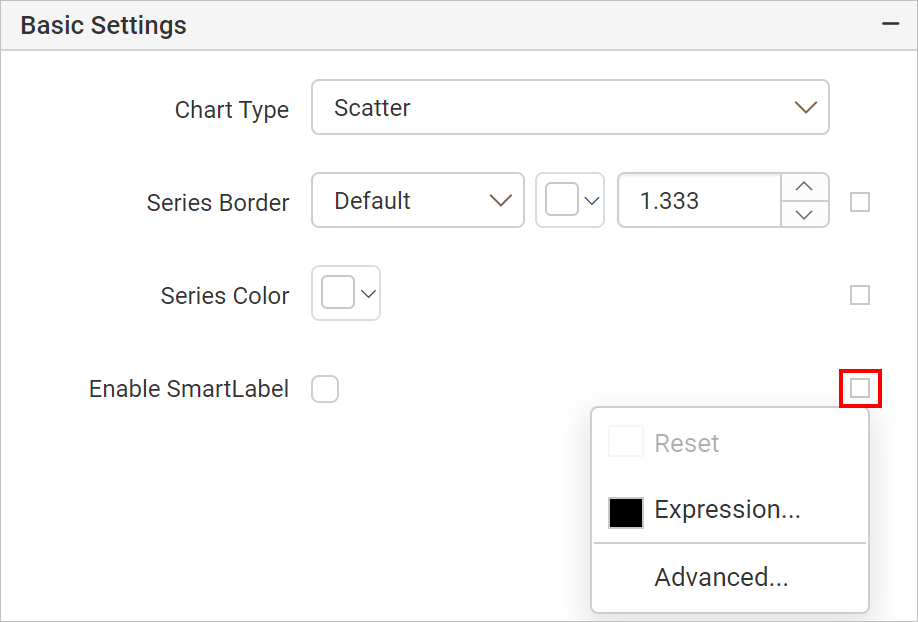 Basic Settings
Chart Type
Scatter
Series Border
Default
1.333
Series Color
Enable SmartLabel
Reset
Expression...
Advanced...